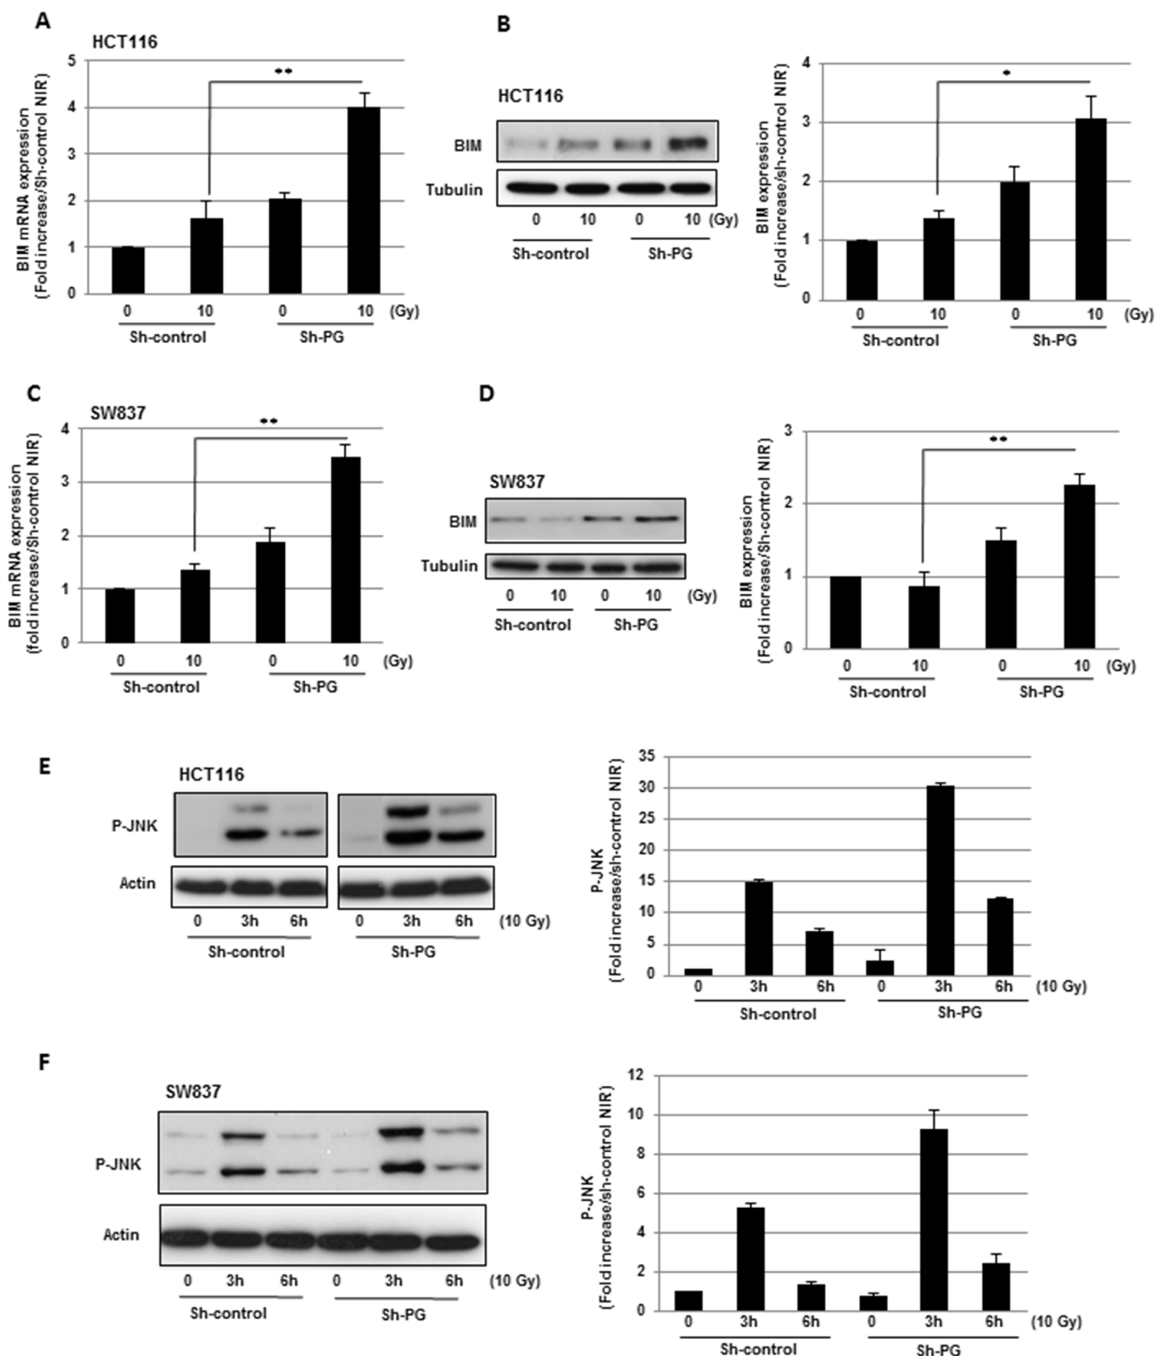 A
HCT116
BIM mRNA expression
(Fold increase/Sh-control NIR)
5
4
3
2
1
0
**
0 10 0 10 (Gy)
Sh-control Sh-PG
B
HCT116
BIM
Tubulin
0 10 0 10 (Gy)
Sh-control Sh-PG
BIM expression
(Fold increase/sh-control NIR)
4
3
2
1
0
*
0 10 0 10 (Gy)
Sh-control Sh-PG
C
SW837
BIM mRNA expression
(fold increase/Sh-control NIR)
4
3
2
1
0
**
0 10 0 10 (Gy)
Sh-control Sh-PG
D
SW837
BIM
Tubulin
0 10 0 10 (Gy)
Sh-control Sh-PG
BIM expression
(Fold increase/Sh-control NIR)
3
2
1
0
**
0 10 0 10 (Gy)
Sh-control Sh-PG
E
HCT116
P-JNK
Actin
0 3h 6h 0 3h 6h (10 Gy)
Sh-control Sh-PG
P-JNK
(Fold increase/sh-control NIR)
35
30
25
20
15
10
5
0
0 3h 6h 0 3h 6h (10 Gy)
Sh-control Sh-PG
F
SW837
P-JNK
Actin
0 3h 6h 0 3h 6h (10 Gy)
Sh-control Sh-PG
P-JNK
(Fold increase/sh-control NIR)
12
10
8
6
4
2
0
0 3h 6h 0 3h 6h (10 Gy)
Sh-control Sh-PG